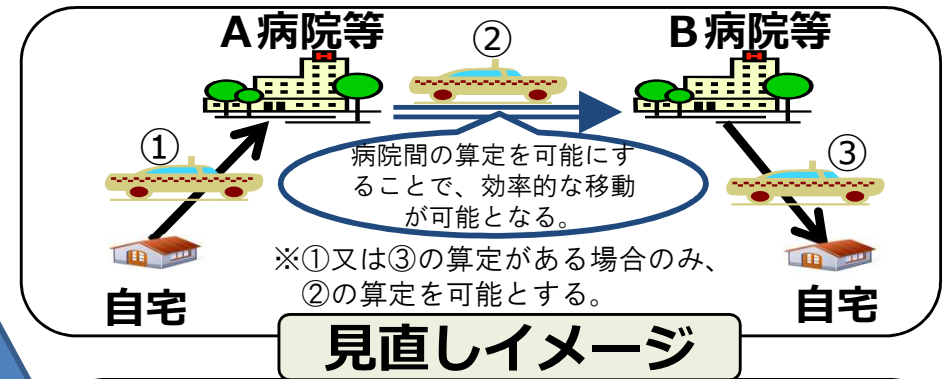 A病院等
②
B病院等
①
病院間の算定を可能にす
ることで、効率的な移動
が可能となる。
③
※①又は③の算定がある場合のみ、
②の算定を可能とする。
自宅
自宅
見直しイメージ